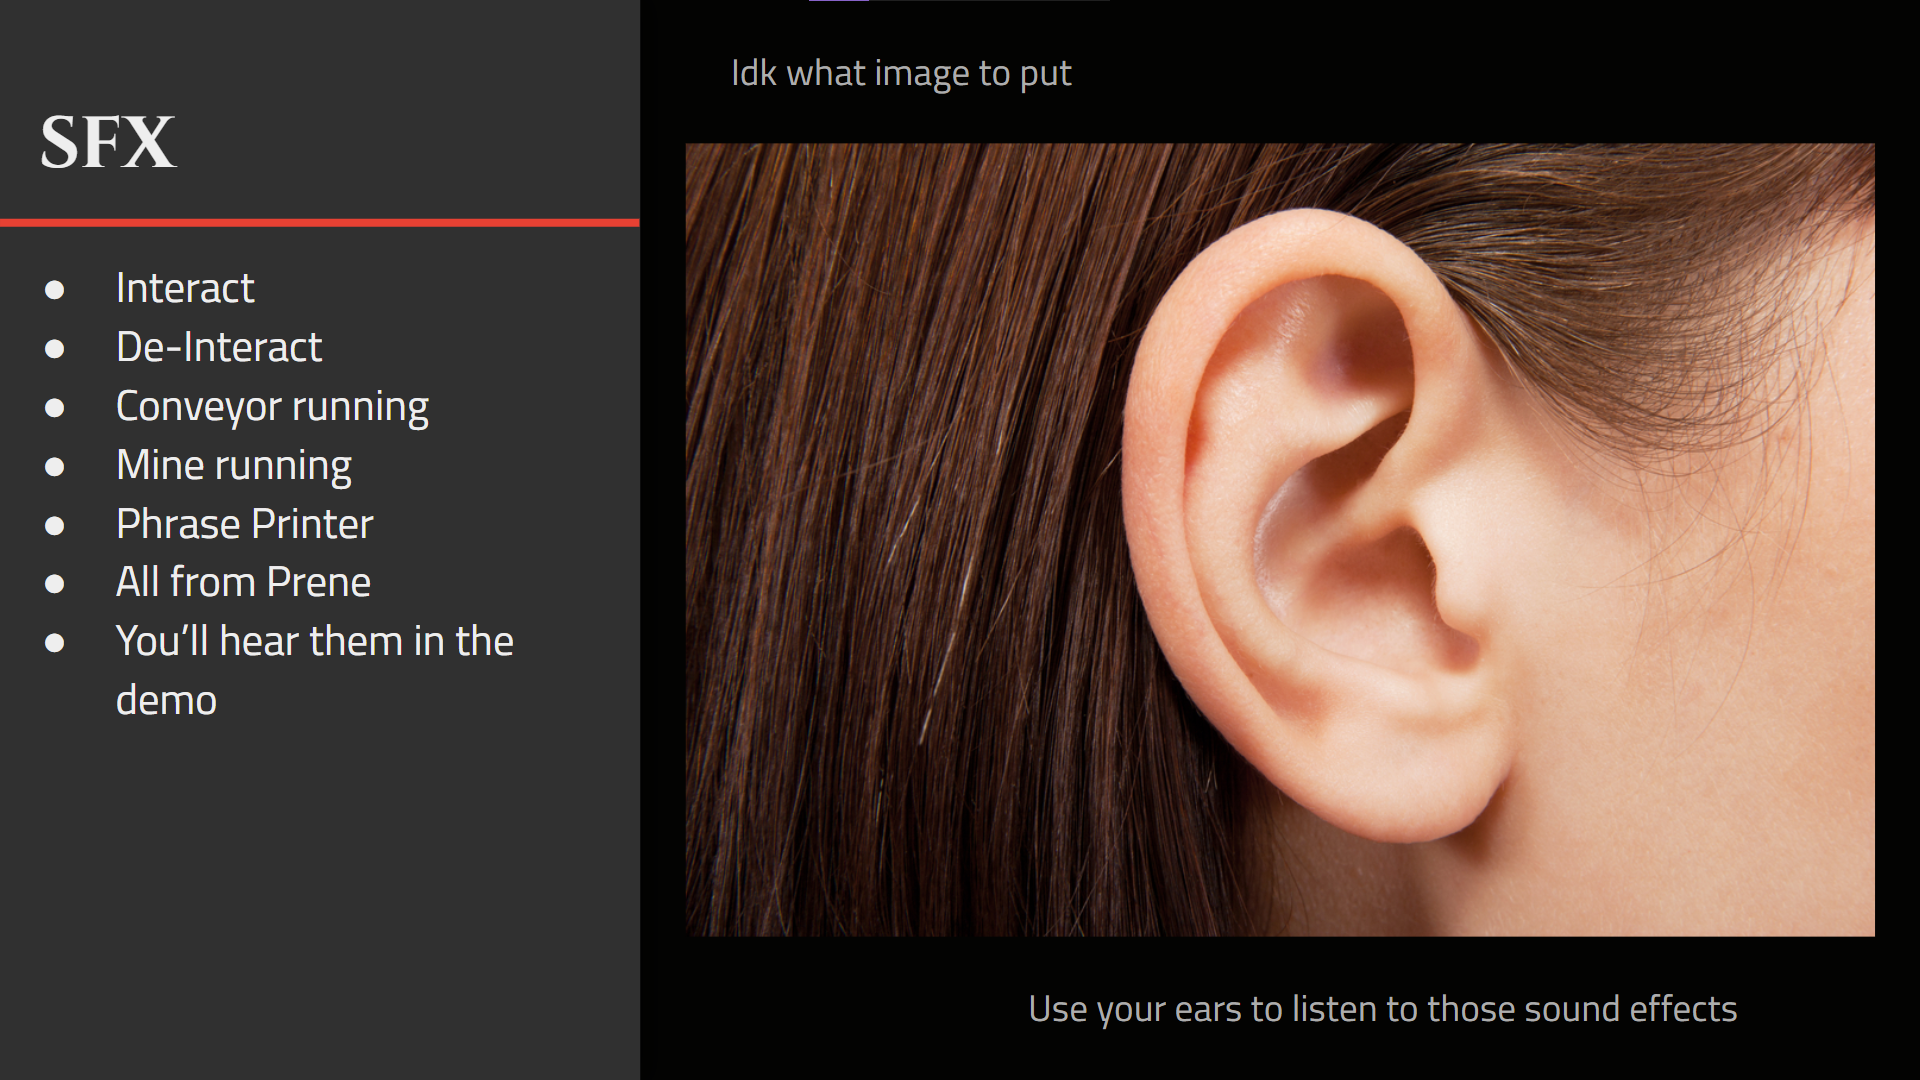 SFX
● Interact
● De-Interact
● Conveyor running
● Mine running
● Phrase Printer
● All from Prene
● You’ll hear them in the
demo
Idk what image to put
Use your ears to listen to those sound effects